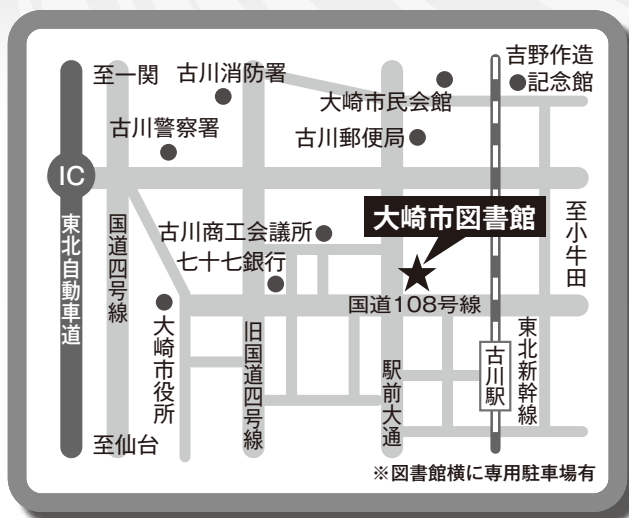 至一関
古川消防署
吉野作造
記念館
大崎市民会館
古川警察署
古川郵便局
IC
大崎市図書館
古川商工会議所
七十七銀行
至小牛田
東北自動車道
国道四号線
国道108号線
大崎市役所
旧国道四号線
駅前大通
古川駅
東北新幹線
至仙台
※図書館横に専用駐車場有